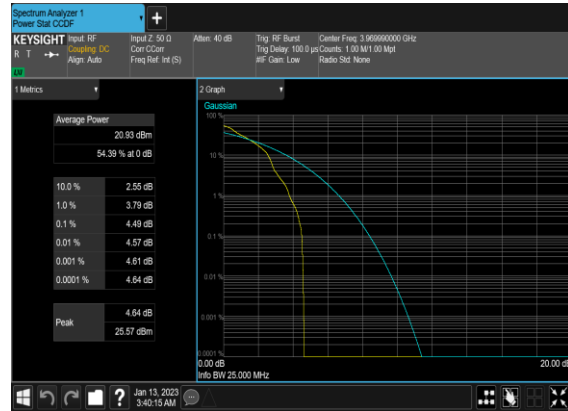 Spectrum Analyzer 1
Power Stat CCDF
+
KEYSIGHT
R T
LW
Input: RF
Coupling: DC
Align: Auto
Input Z: 50 Ω
Corr CCorr
Freq Ref: Int (S)
Atten: 40 dB
Trig: RF Burst
Trig Delay: 100.0 µs
#IF Gain: Low
Center Freq: 3.969990000 GHz
Counts: 1.00 M/1.00 Mpt
Radio Std: None
1 Metrics
Average Power
20.93 dBm
54.39 % at 0 dB
10.0 % 2.55 dB
1.0 % 3.79 dB
0.1 % 4.49 dB
0.01 % 4.57 dB
0.001 % 4.61 dB
0.0001 % 4.64 dB
Peak
4.64 dB
25.57 dBm
2 Graph
Gaussian
100 %
10 %
1 %
0.1 %
0.01 %
0.001 %
0.0001 %
0.00 dB
20.00 dB
Info BW 25.000 MHz
?
Jan 13, 2023
3:40:15 AM